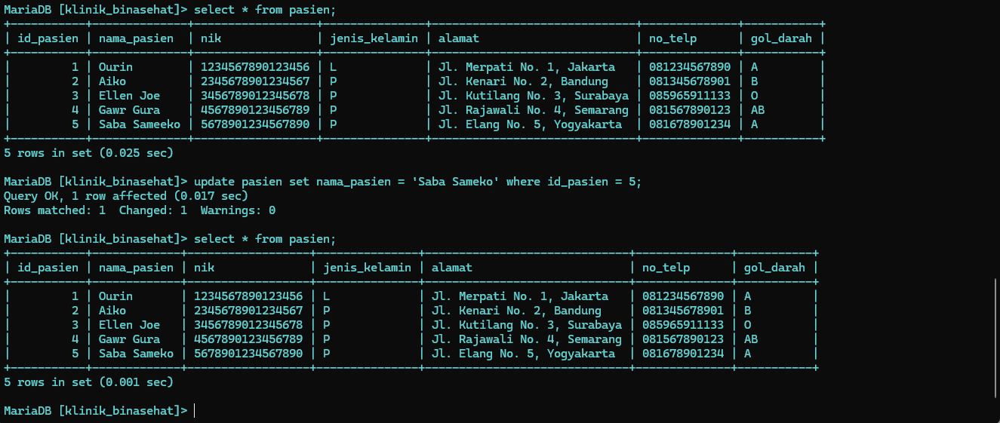 MariaDB [klinik_binasehat]> select * from pasien;
+-----------+--------------+------------------+---------------+------------------------------+--------------+-----------+
| id_pasien | nama_pasien  | nik              | jenis_kelamin | alamat                       | no_telp      | gol_darah |
+-----------+--------------+------------------+---------------+------------------------------+--------------+-----------+
|         1 | Ourin        | 1234567890123456 | L             | Jl. Merpati No. 1, Jakarta   | 081234567890 | A         |
|         2 | Aiko         | 2345678901234567 | P             | Jl. Kenari No. 2, Bandung    | 081345678901 | B         |
|         3 | Ellen Joe    | 3456789012345678 | P             | Jl. Kutilang No. 3, Surabaya | 085965911133 | O         |
|         4 | Gawr Gura    | 4567890123456789 | P             | Jl. Rajawali No. 4, Semarang | 081567890123 | AB        |
|         5 | Saba Sameeko | 5678901234567890 | P             | Jl. Elang No. 5, Yogyakarta  | 081678901234 | A         |
+-----------+--------------+------------------+---------------+------------------------------+--------------+-----------+
5 rows in set (0.025 sec)

MariaDB [klinik_binasehat]> update pasien set nama_pasien = 'Saba Sameko' where id_pasien = 5;
Query OK, 1 row affected (0.017 sec)
Rows matched: 1  Changed: 1  Warnings: 0

MariaDB [klinik_binasehat]> select * from pasien;
+-----------+-------------+------------------+---------------+------------------------------+--------------+-----------+
| id_pasien | nama_pasien | nik              | jenis_kelamin | alamat                       | no_telp      | gol_darah |
+-----------+-------------+------------------+---------------+------------------------------+--------------+-----------+
|         1 | Ourin       | 1234567890123456 | L             | Jl. Merpati No. 1, Jakarta   | 081234567890 | A         |
|         2 | Aiko        | 2345678901234567 | P             | Jl. Kenari No. 2, Bandung    | 081345678901 | B         |
|         3 | Ellen Joe   | 3456789012345678 | P             | Jl. Kutilang No. 3, Surabaya | 085965911133 | O         |
|         4 | Gawr Gura   | 4567890123456789 | P             | Jl. Rajawali No. 4, Semarang | 081567890123 | AB        |
|         5 | Saba Sameko | 5678901234567890 | P             | Jl. Elang No. 5, Yogyakarta  | 081678901234 | A         |
+-----------+-------------+------------------+---------------+------------------------------+--------------+-----------+
5 rows in set (0.001 sec)

MariaDB [klinik_binasehat]>